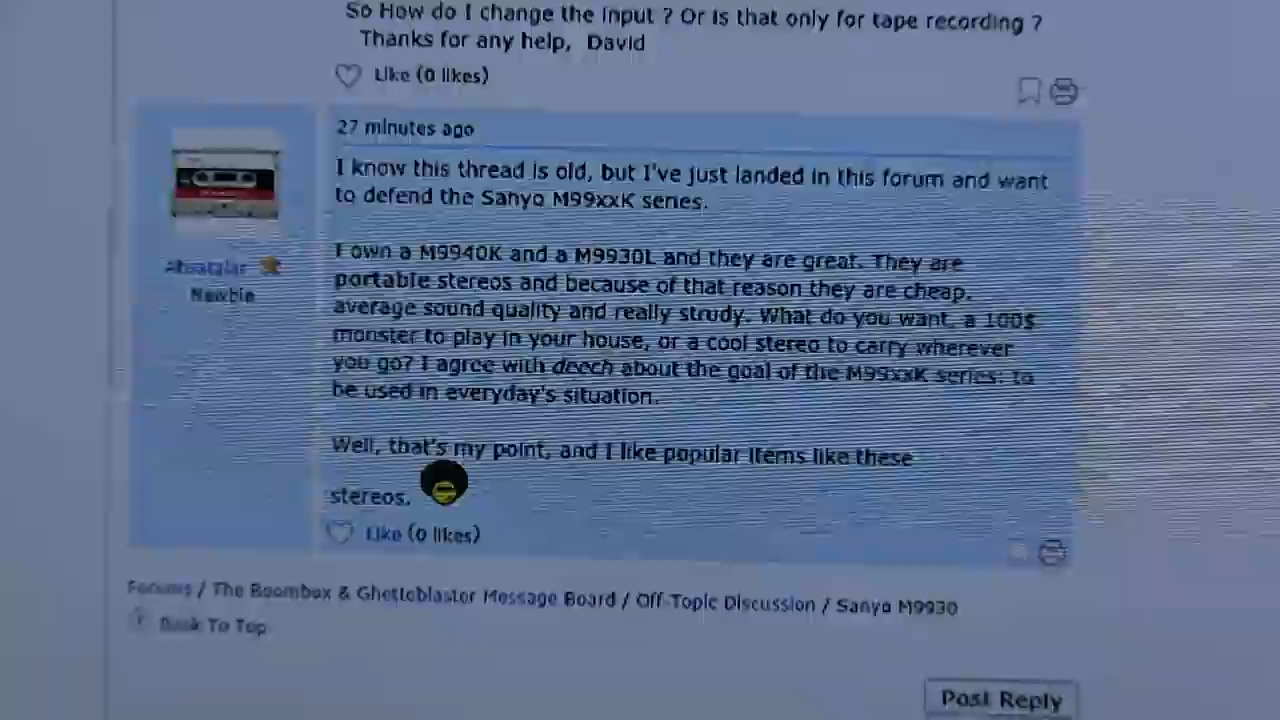 So How do I change the input ? Or is that only for tape recording ?
Thanks for any help, David
Like (0 likes)
27 minutes ago
I know this thread is old, but I've just landed in this forum and want
to defend the Sanyo M99xxK series.
I own a M9940K and a M9930L and they are great. They are
portable stereos and because of that reason they are cheap,
average sound quality and really strudy. What do you want, a 100$
monster to play in your house, or a cool stereo to carry wherever
you go? I agree with deech about the goal of the M99xxK series: to
be used in everyday's situation.
Well, that's my point, and I like popular items like these
stereos.
Like (0 likes)
Newbie
Forums / The Boombox & Ghettoblaster Message Board / Off-Topic Discussion / Sanyo M9930
Back To Top
Post Reply